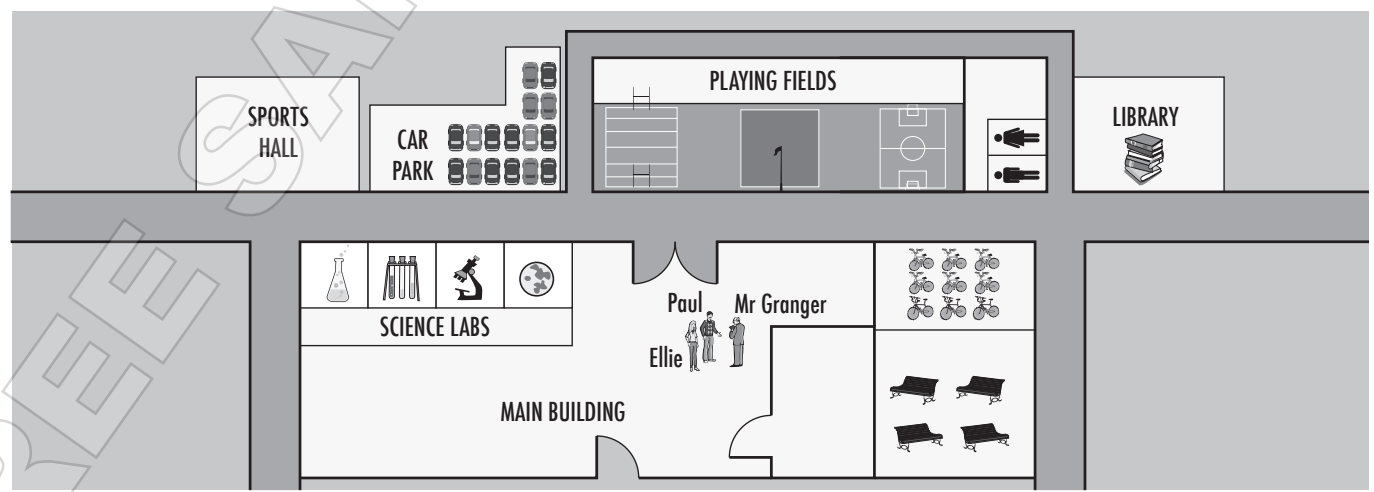 SPORTS
HALL
CAR
PARK
PLAYING FIELDS
LIBRARY
SCIENCE LABS
Paul
Mr Granger
Ellie
MAIN BUILDING